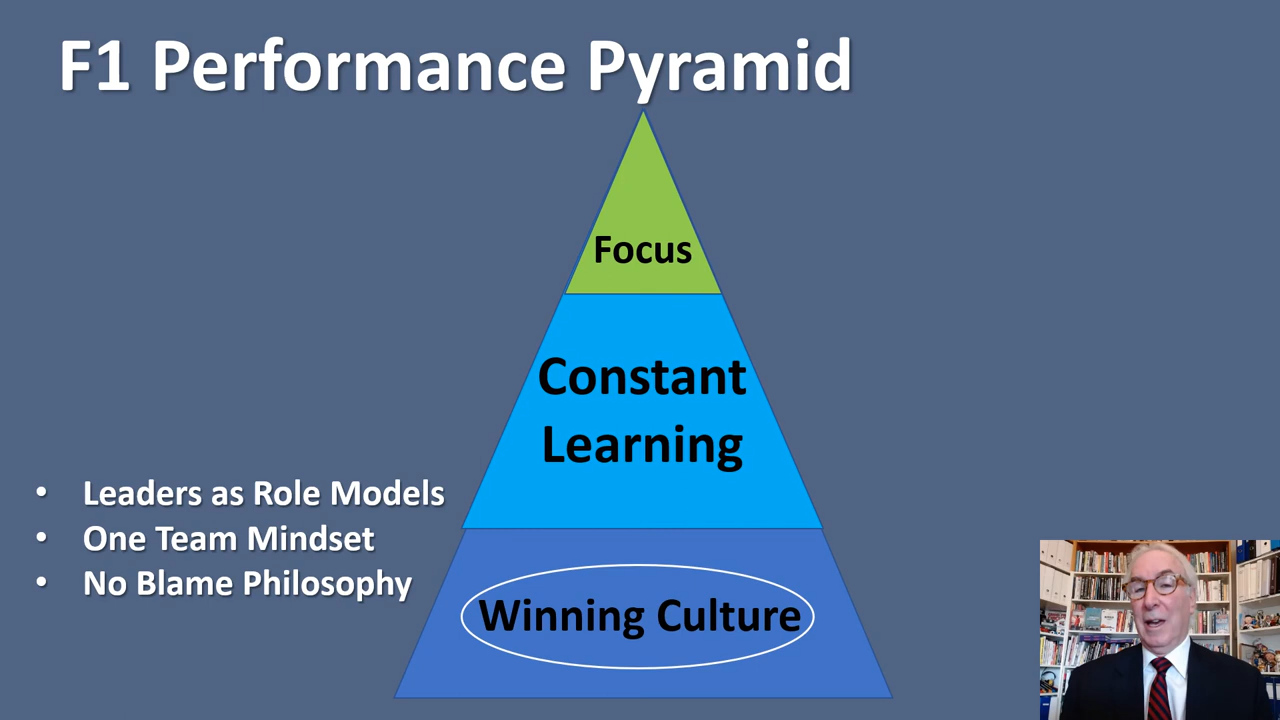 F1 Performance Pyramid
Focus
Constant
Learning
• Leaders as Role Models
• One Team Mindset
• No Blame Philosophy
Winning Culture